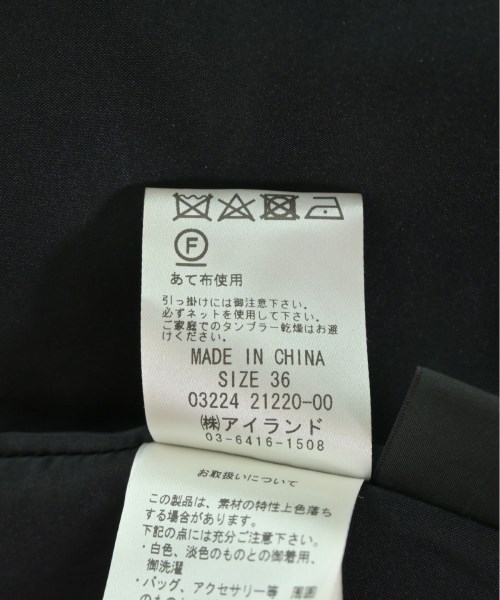 F
あて布使用
引っ掛けには御注意下さい。
必ずネットを使用して下さい。
ご家庭でのタンブラー乾燥はお避
けください。
MADE IN CHINA
SIZE 36
03224 21220-00
㈱アイランド
03-6416-1508
お取扱いについて
この製品は、素材の特性上色落ち
する場合があります。
下記の点には充分ご注意下さい。
・白色、淡色のものとの御着用、
御洗濯
・バッグ、アクセサリー等 周囲
のもの